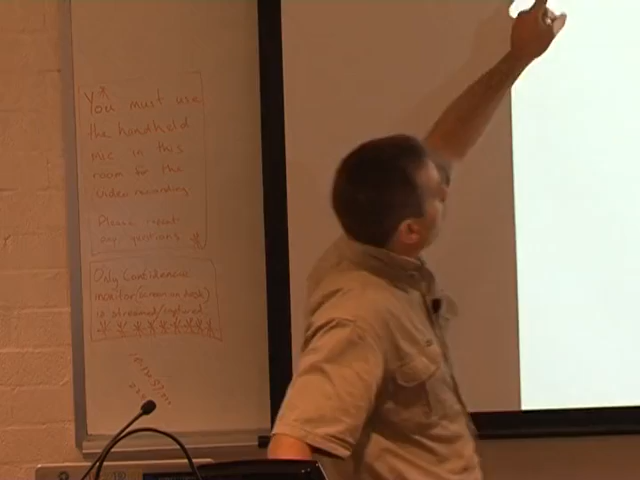 You must use
the handheld
mic in this
room for the
video recording
Please repeat
any questions
Only Confidence
monitor (screen on desk)
is streamed/captured